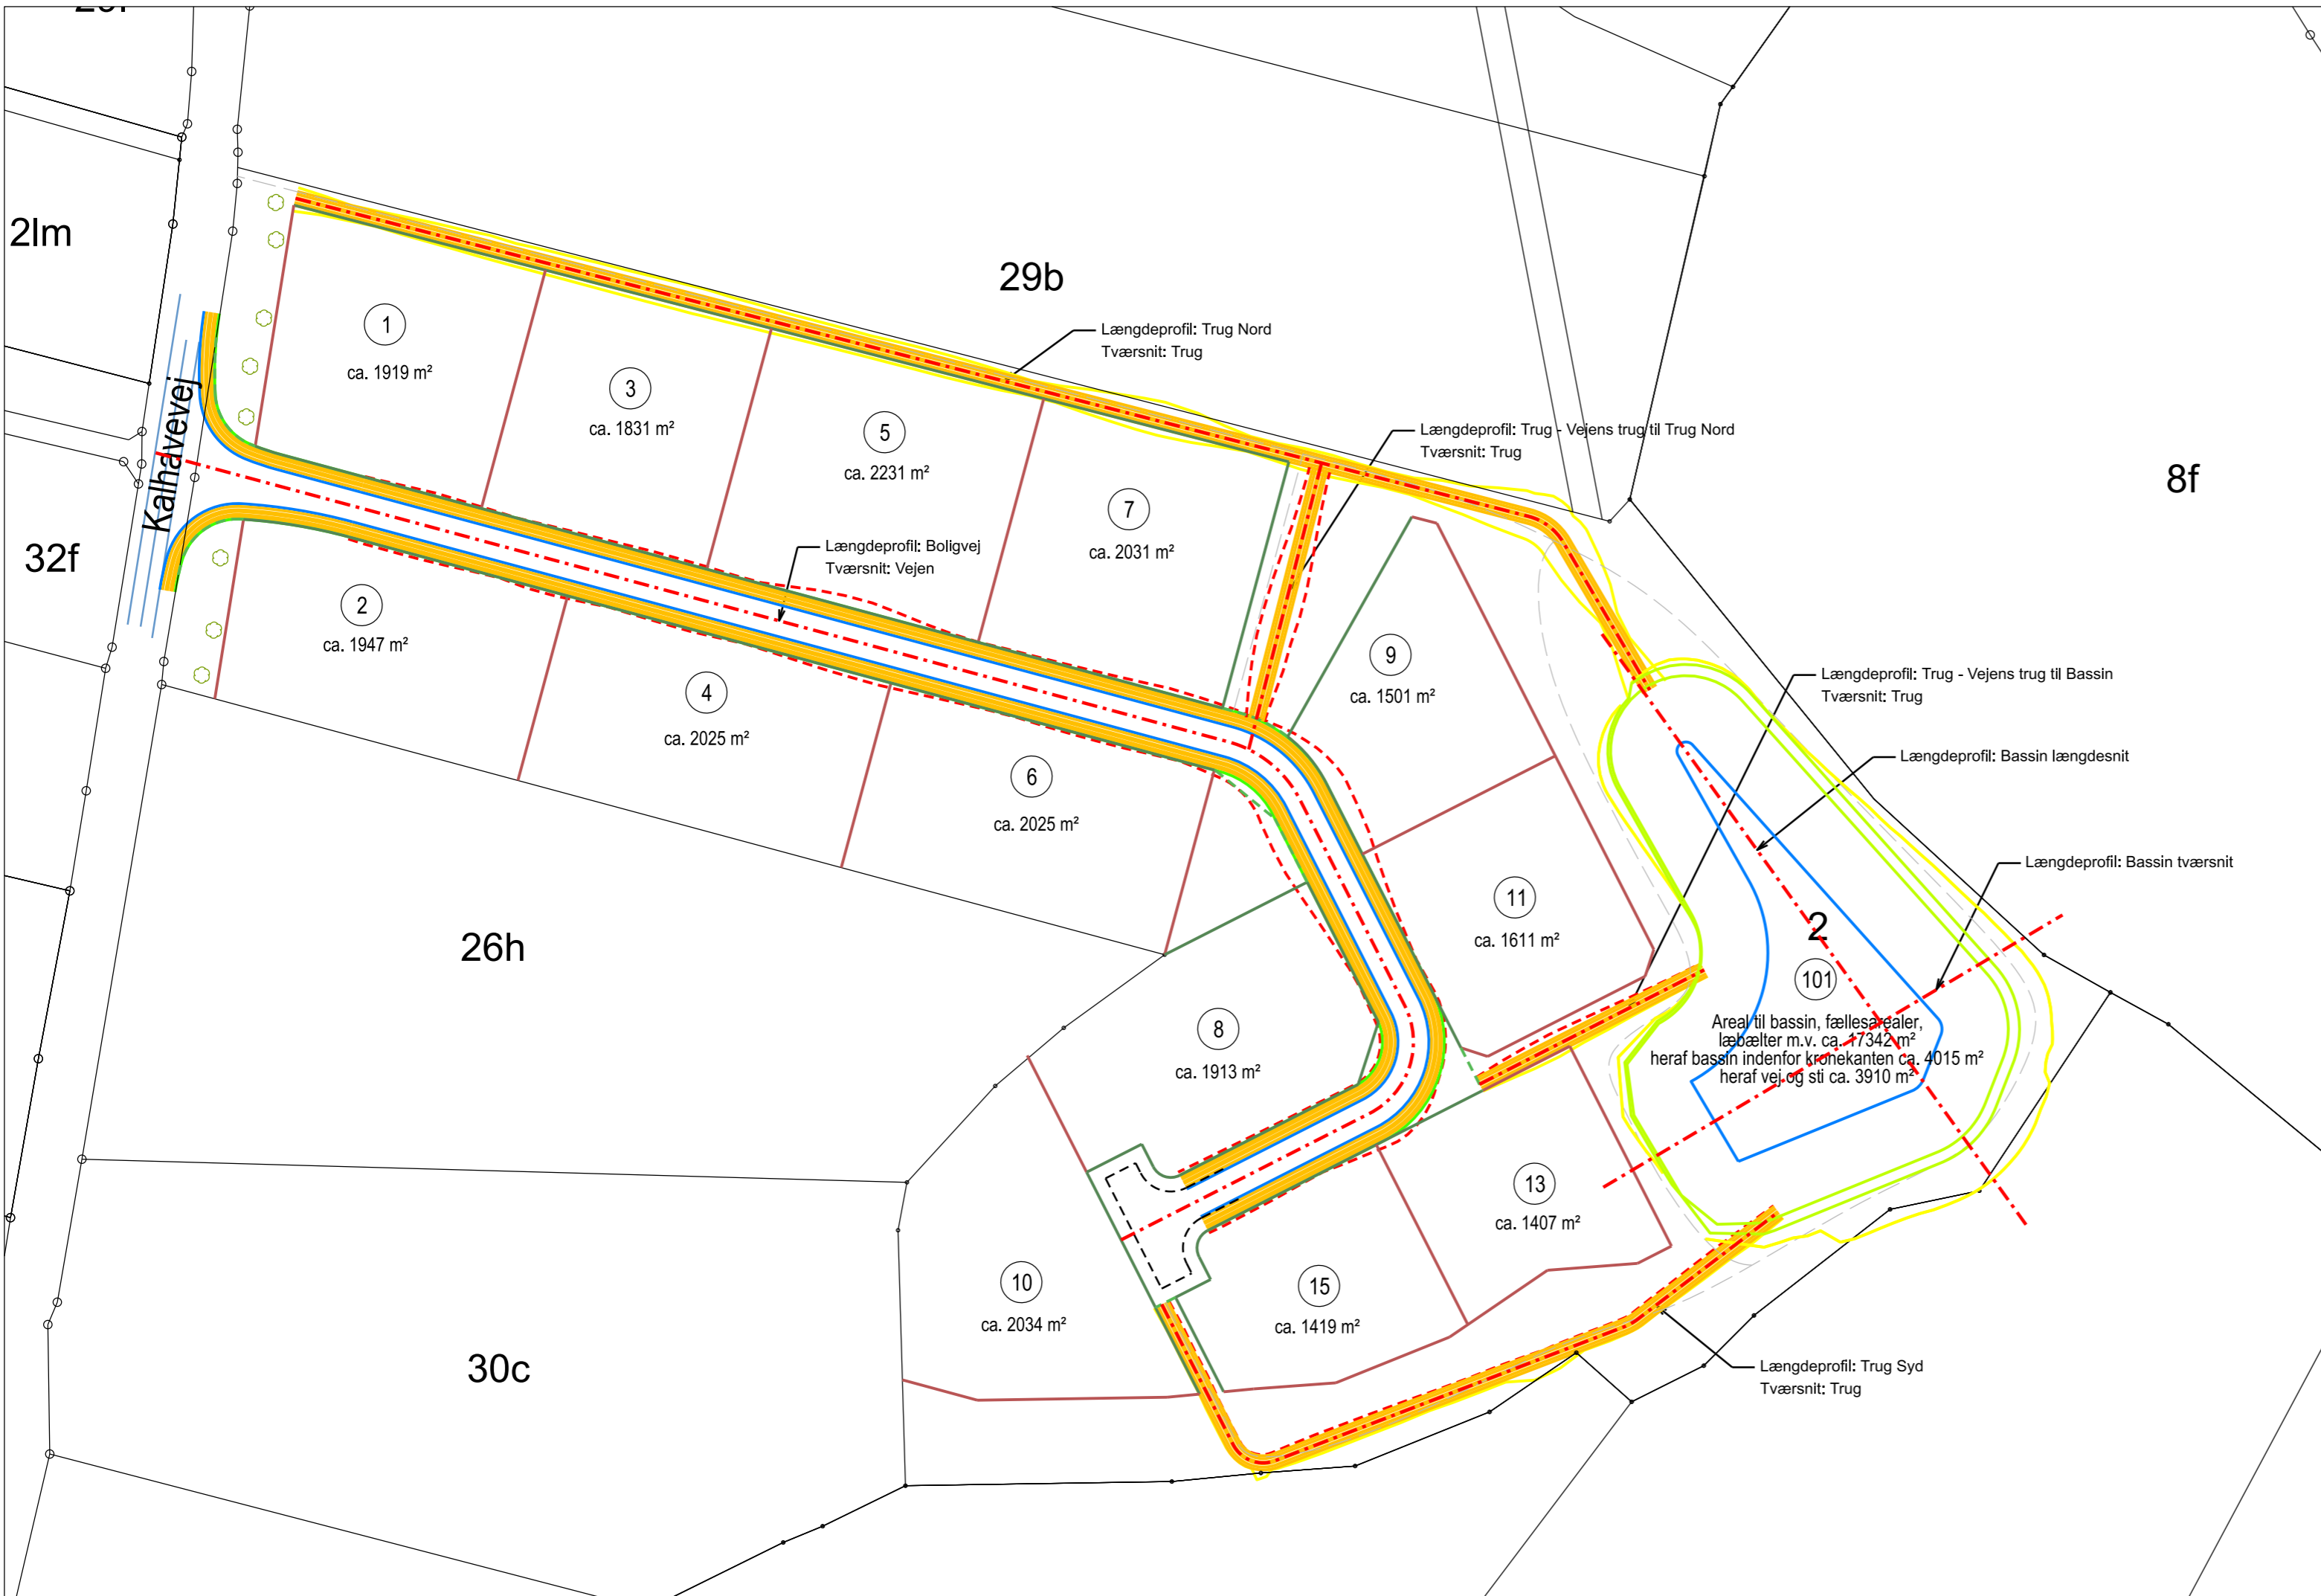 2lm
29b
Længdeprofil: Trug Nord
Tværsnit: Trug
1
ca. 1919 m²
3
ca. 1831 m²
5
ca. 2231 m²
7
ca. 2031 m²
Længdeprofil: Trug - Vejens trug til Trug Nord
Tværsnit: Trug
8f
Kalhavevej
32f
Længdeprofil: Boligvej
Tværsnit: Vejen
2
ca. 1947 m²
4
ca. 2025 m²
6
ca. 2025 m²
9
ca. 1501 m²
Længdeprofil: Trug - Vejens trug til Bassin
Tværsnit: Trug
Længdeprofil: Bassin længdesnit
Længdeprofil: Bassin tværsnit
11
ca. 1611 m²
26h
2
101
Areal til bassin, fællesarealer,
læbælter m.v. ca. 17342 m²
heraf bassin indenfor kronekanten ca. 4015 m²
heraf vej og sti ca. 3910 m²
8
ca. 1913 m²
13
ca. 1407 m²
10
ca. 2034 m²
15
ca. 1419 m²
30c
Længdeprofil: Trug Syd
Tværsnit: Trug